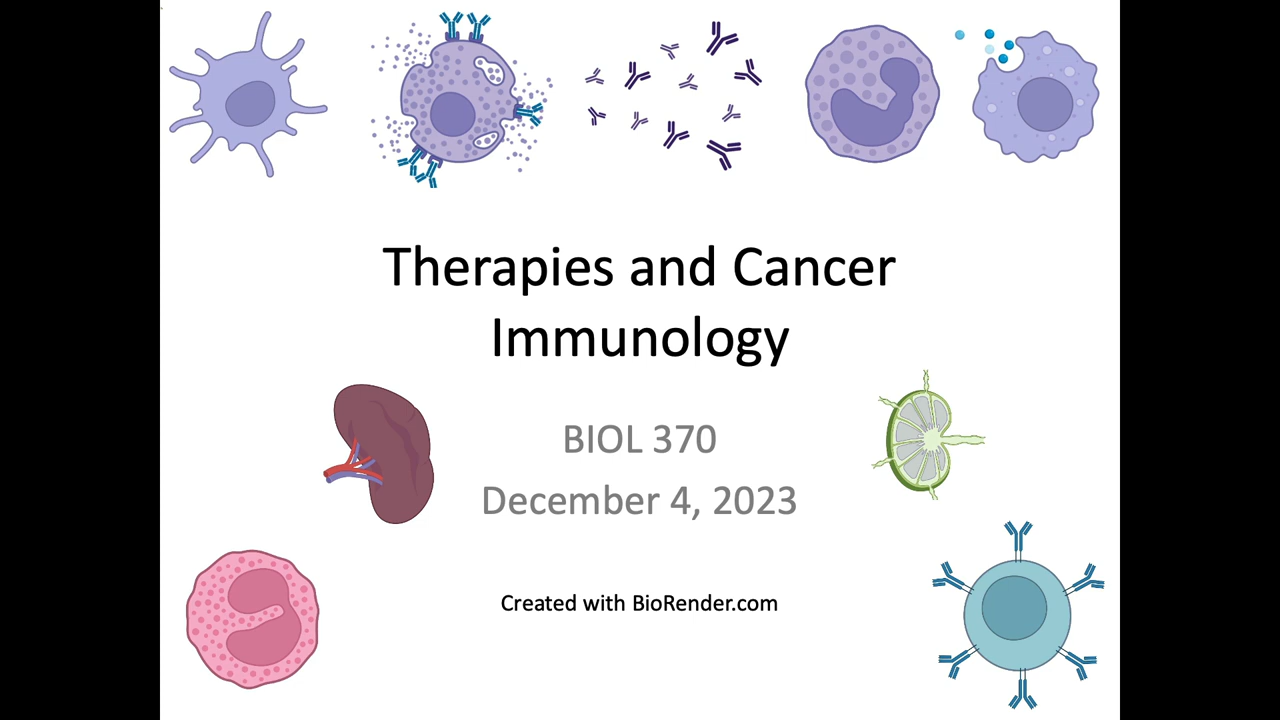 Therapies and Cancer
Immunology
BIOL 370
December 4, 2023
Created with BioRender.com